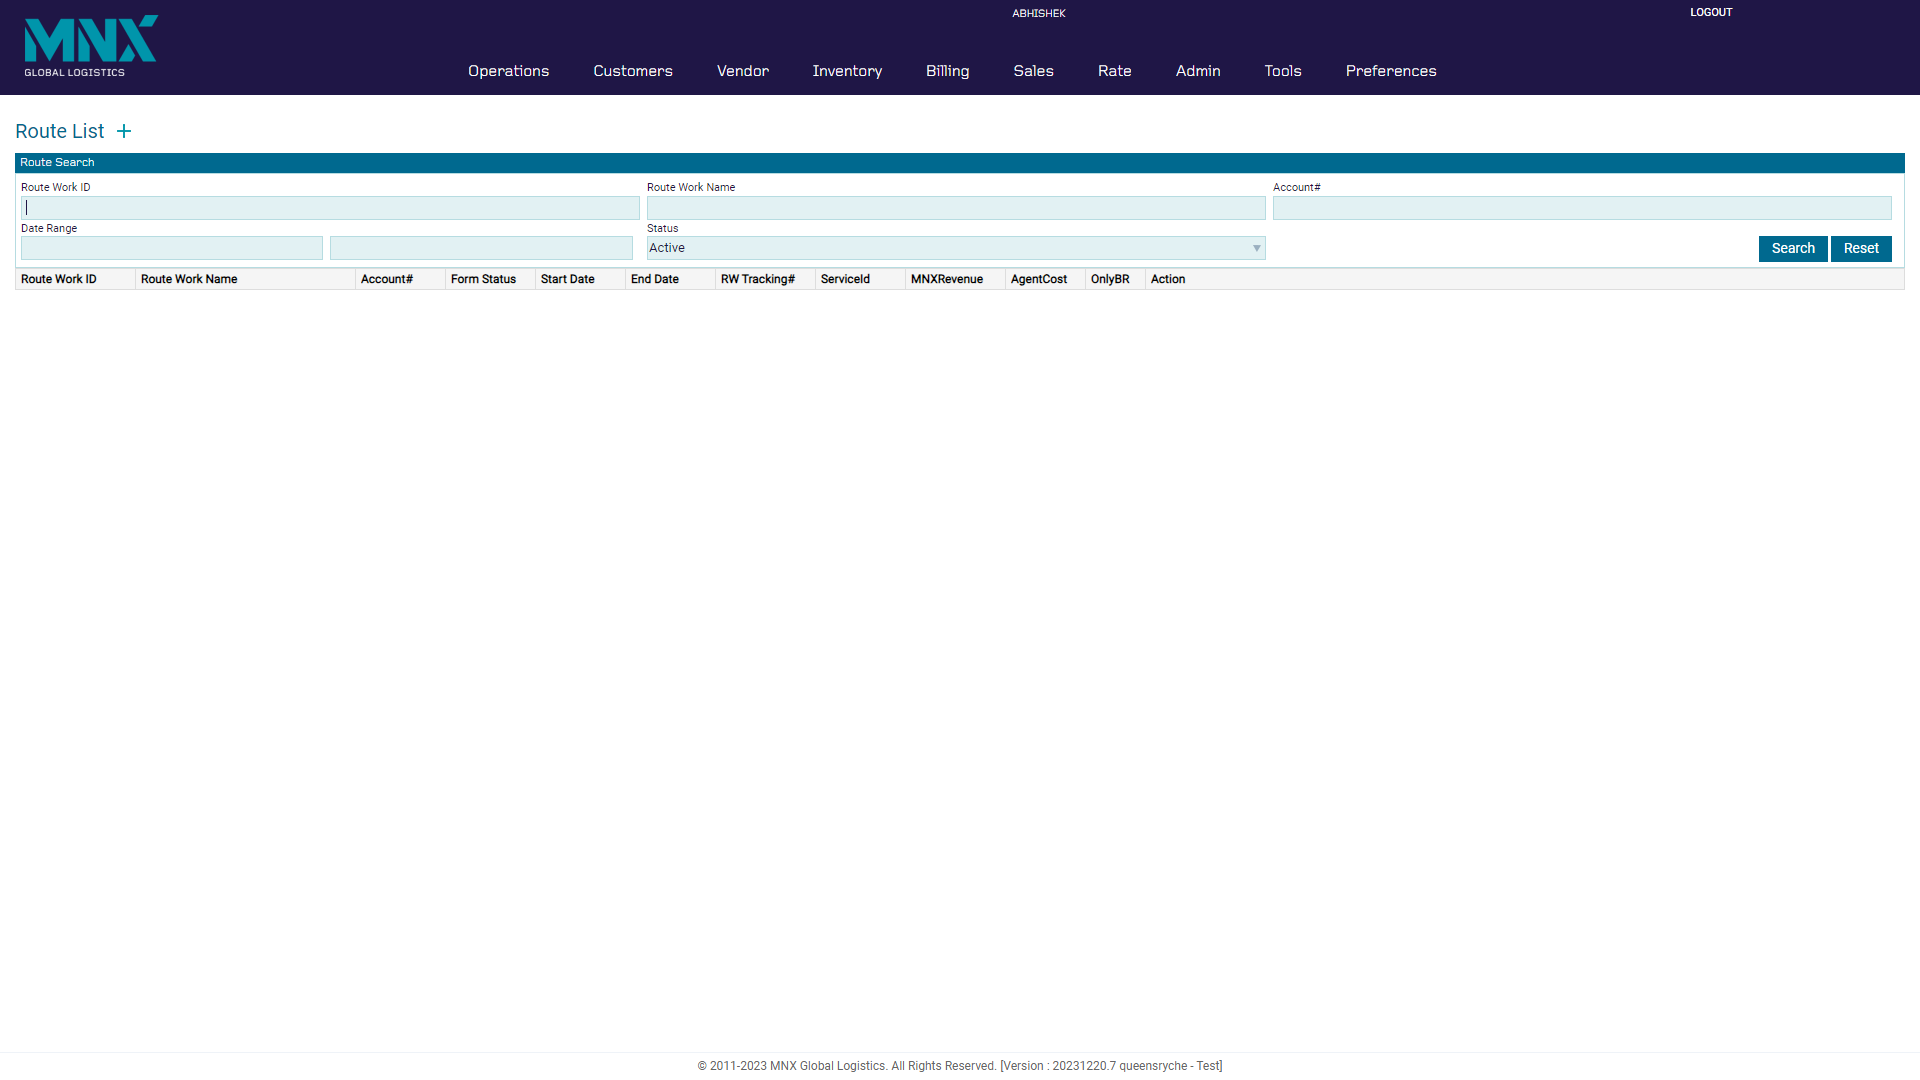 MNX
GLOBAL LOGISTICS
ABHISHEK
LOGOUT
Operations Customers Vendor Inventory Billing Sales Rate Admin Tools Preferences
Route List +
Route Search
Route Work ID Route Work Name Account#
Date Range Status
Active Search Reset
Route Work ID Route Work Name Account# Form Status Start Date End Date RW Tracking# ServiceId MNXRevenue AgentCost OnlyBR Action
© 2011-2023 MNX Global Logistics. All Rights Reserved. [Version : 20231220.7 queensryche - Test]